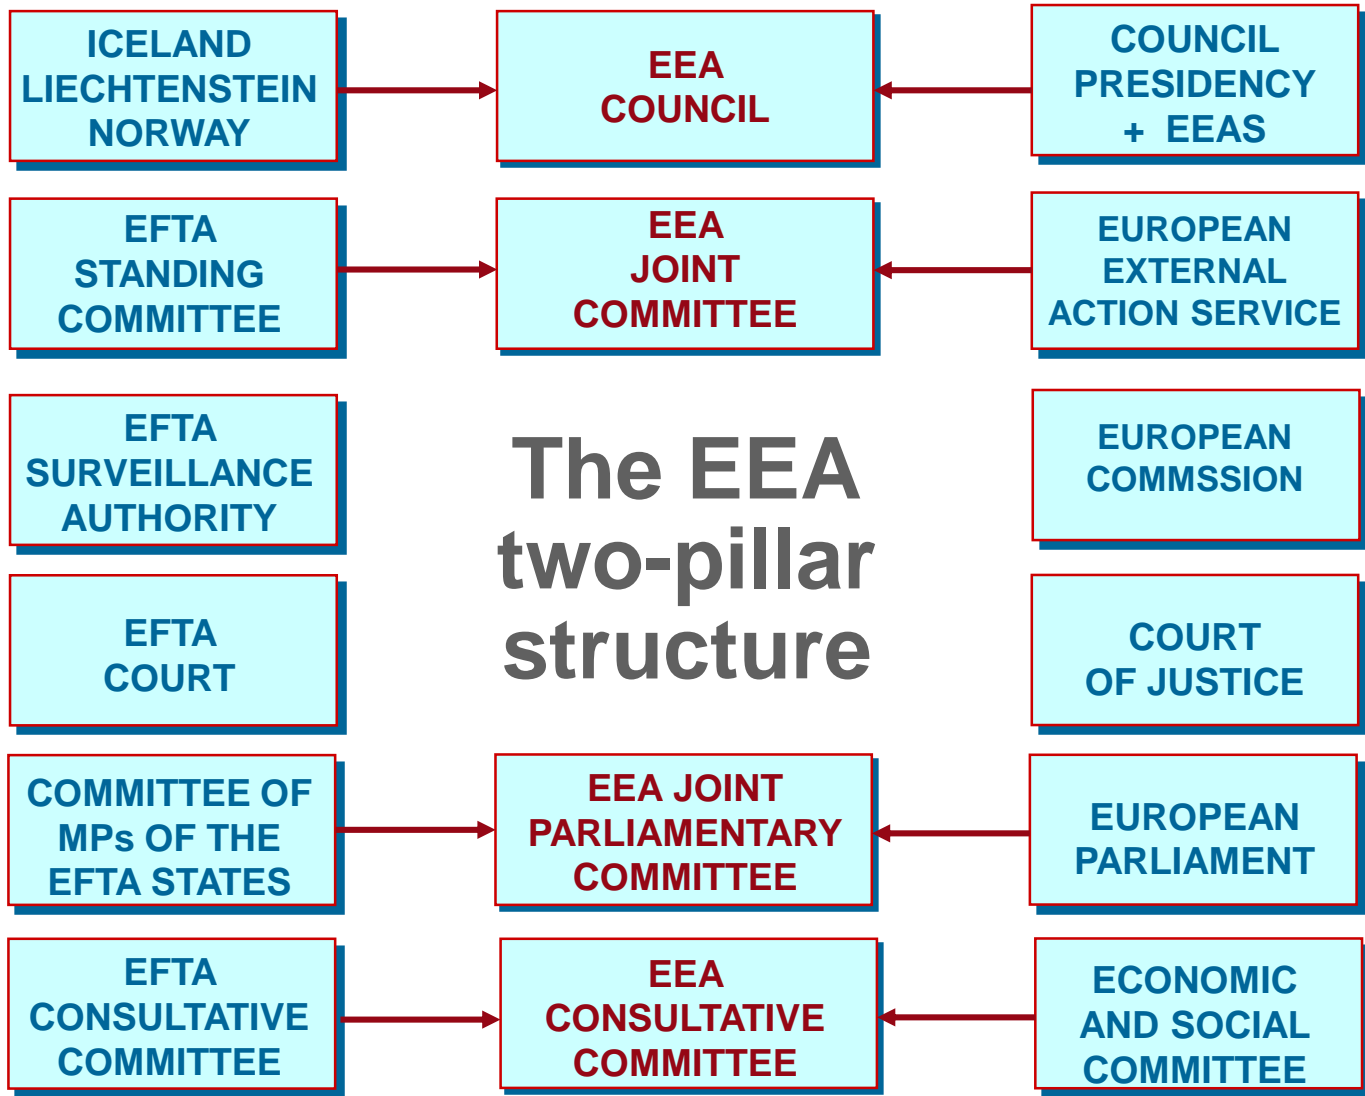 ICELAND
LIECHTENSTEIN
NORWAY
EEA
COUNCIL
COUNCIL
PRESIDENCY
+ EEAS
EFTA
STANDING
COMMITTEE
EEA
JOINT
COMMITTEE
EUROPEAN
EXTERNAL
ACTION SERVICE
EFTA
SURVEILLANCE
AUTHORITY
The EEA
two-pillar
structure
EUROPEAN
COMMSSION
EFTA
COURT
COURT
OF JUSTICE
COMMITTEE OF
MPs OF THE
EFTA STATES
EEA JOINT
PARLIAMENTARY
COMMITTEE
EUROPEAN
PARLIAMENT
EFTA
CONSULTATIVE
COMMITTEE
EEA
CONSULTATIVE
COMMITTEE
ECONOMIC
AND SOCIAL
COMMITTEE